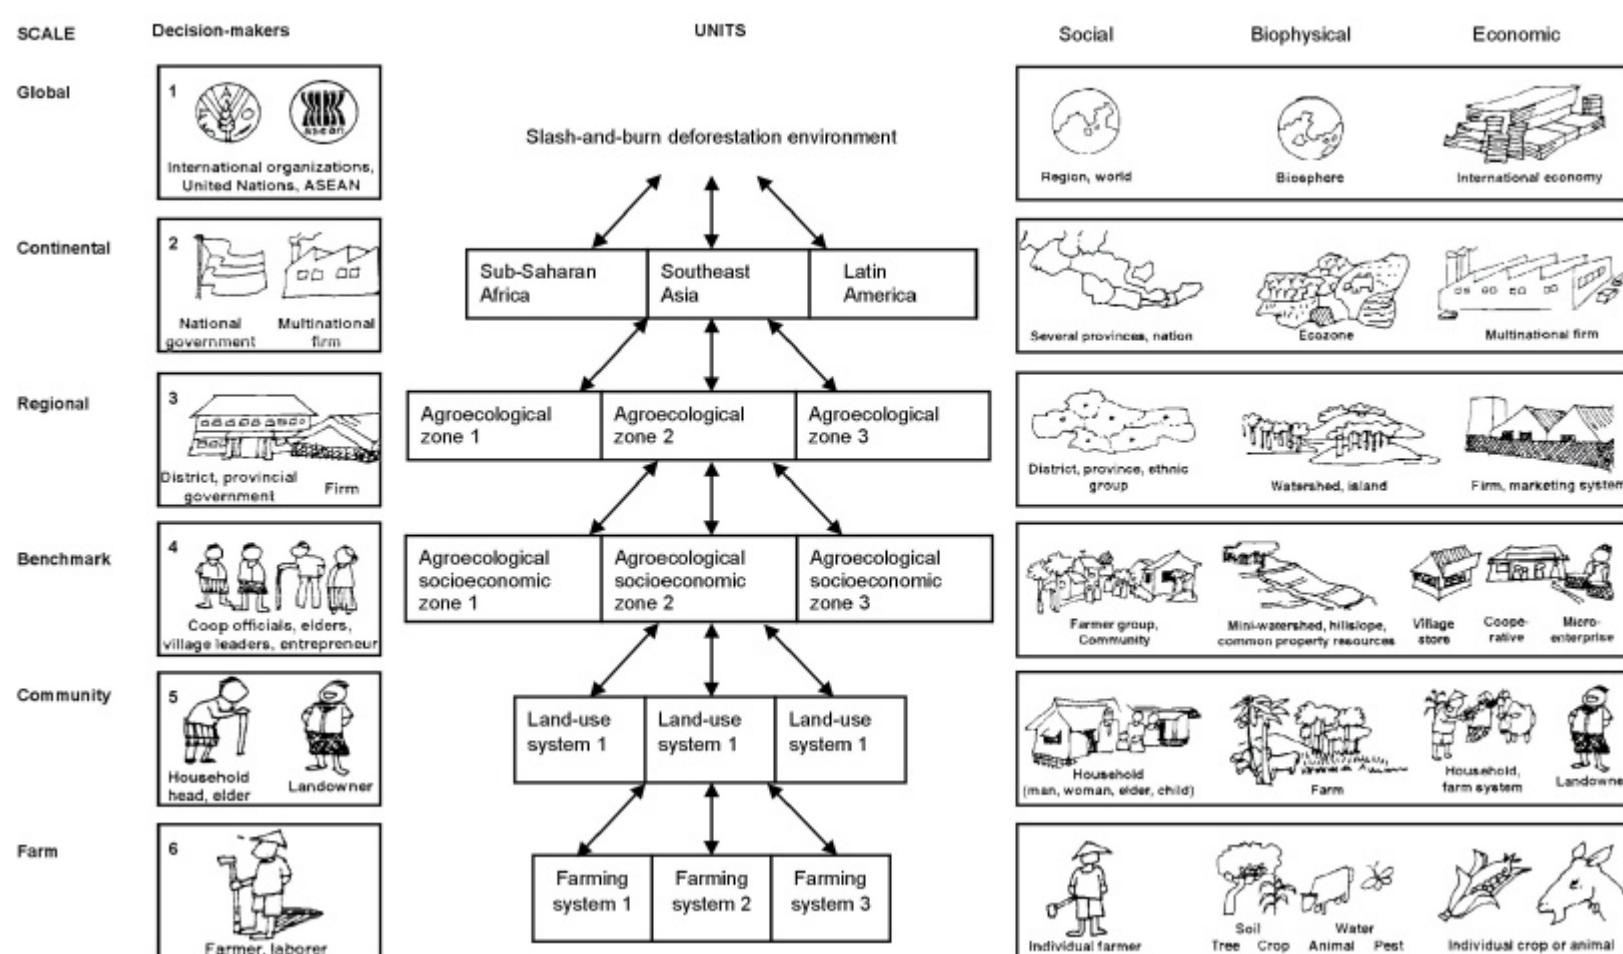 SCALE
Decision-makers
UNITS
Social
Biophysical
Economic
Global
1
asean
International organizations,
United Nations, ASEAN
Slash-and-burn deforestation environment
Region, world
Biosphere
International economy
Continental
2
National
government
Multinational
firm
Sub-Saharan
Africa
Southeast
Asia
Latin
America
Several provinces, nation
Ecozone
Multinational firm
Regional
3
District, provincial
government
Firm
Agroecological
zone 1
Agroecological
zone 2
Agroecological
zone 3
District, province, ethnic
group
Watershed, island
Firm, marketing system
Benchmark
4
Coop officials, elders,
village leaders, entrepreneur
Agroecological
socioeconomic
zone 1
Agroecological
socioeconomic
zone 2
Agroecological
socioeconomic
zone 3
Farmer group,
Community
Mini-watershed, hillslope,
common property resources
Village
store
Coope-
rative
Micro-
enterprise
Community
5
Household
head, elder
Landowner
Land-use
system 1
Land-use
system 1
Land-use
system 1
Household
(man, woman, elder, child)
Farm
Household,
farm system
Landowne
Farm
6
Farmer, laborer
Farming
system 1
Farming
system 2
Farming
system 3
Individual farmer
Soil
Water
Tree Crop Animal Pest
Individual crop or animal